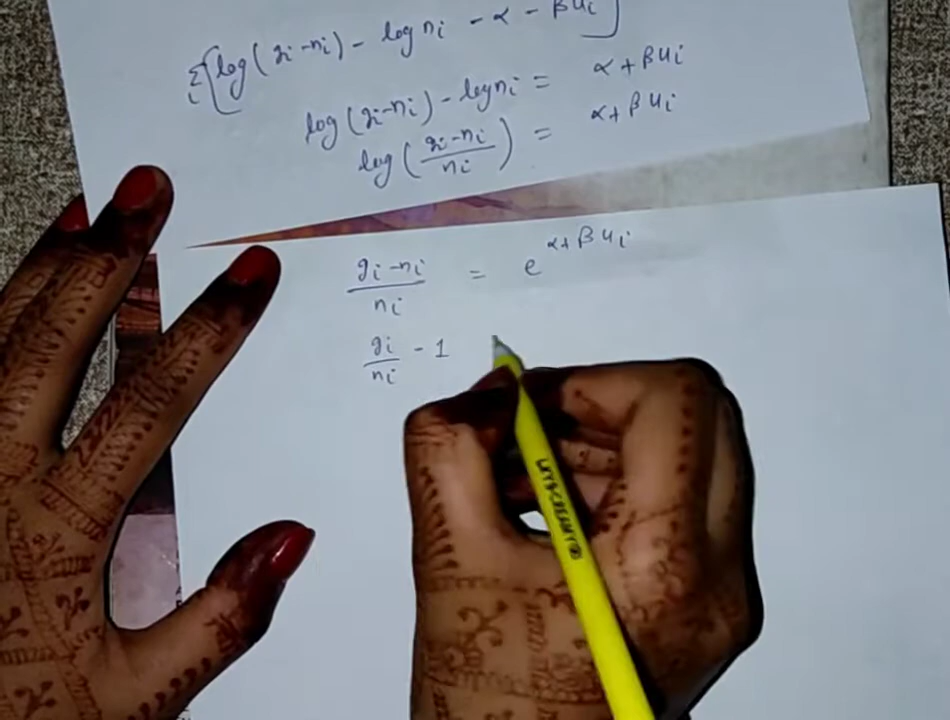 Σi[log(gi-ni) - log ni - α - βui]
log(gi-ni) - log ni = α + βui
log((gi-ni)/ni) = α+βui
(gi-ni)/ni = e^(α+βui)
gi/ni - 1